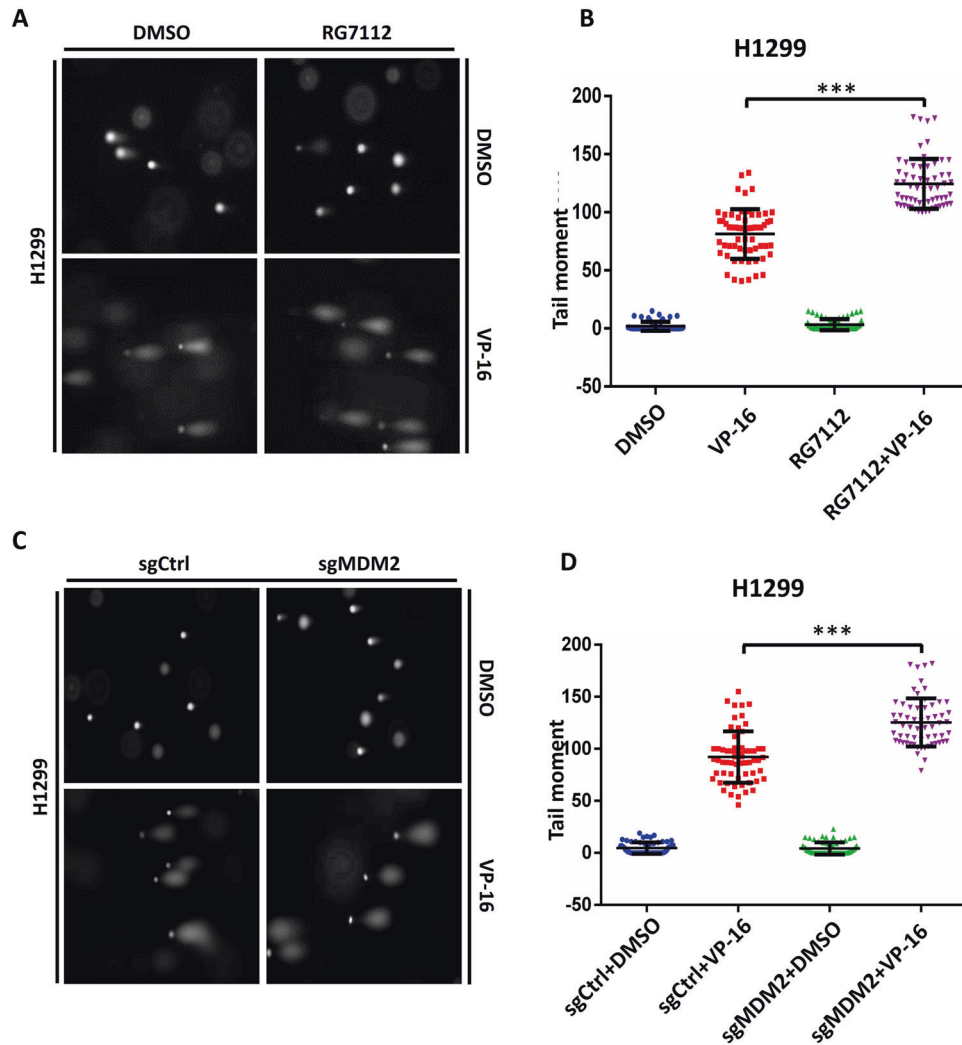 A
DMSO RG7112
H1299
DMSO
VP-16
B
H1299
***
Tail moment
200
150
100
50
0
-50
DMSO
VP-16
RG7112
RG7112+VP-16
C
sgCtrl sgMDM2
H1299
DMSO
VP-16
D
H1299
***
Tail moment
200
150
100
50
0
-50
sgCtrl+DMSO
sgCtrl+VP-16
sgMDM2+DMSO
sgMDM2+VP-16